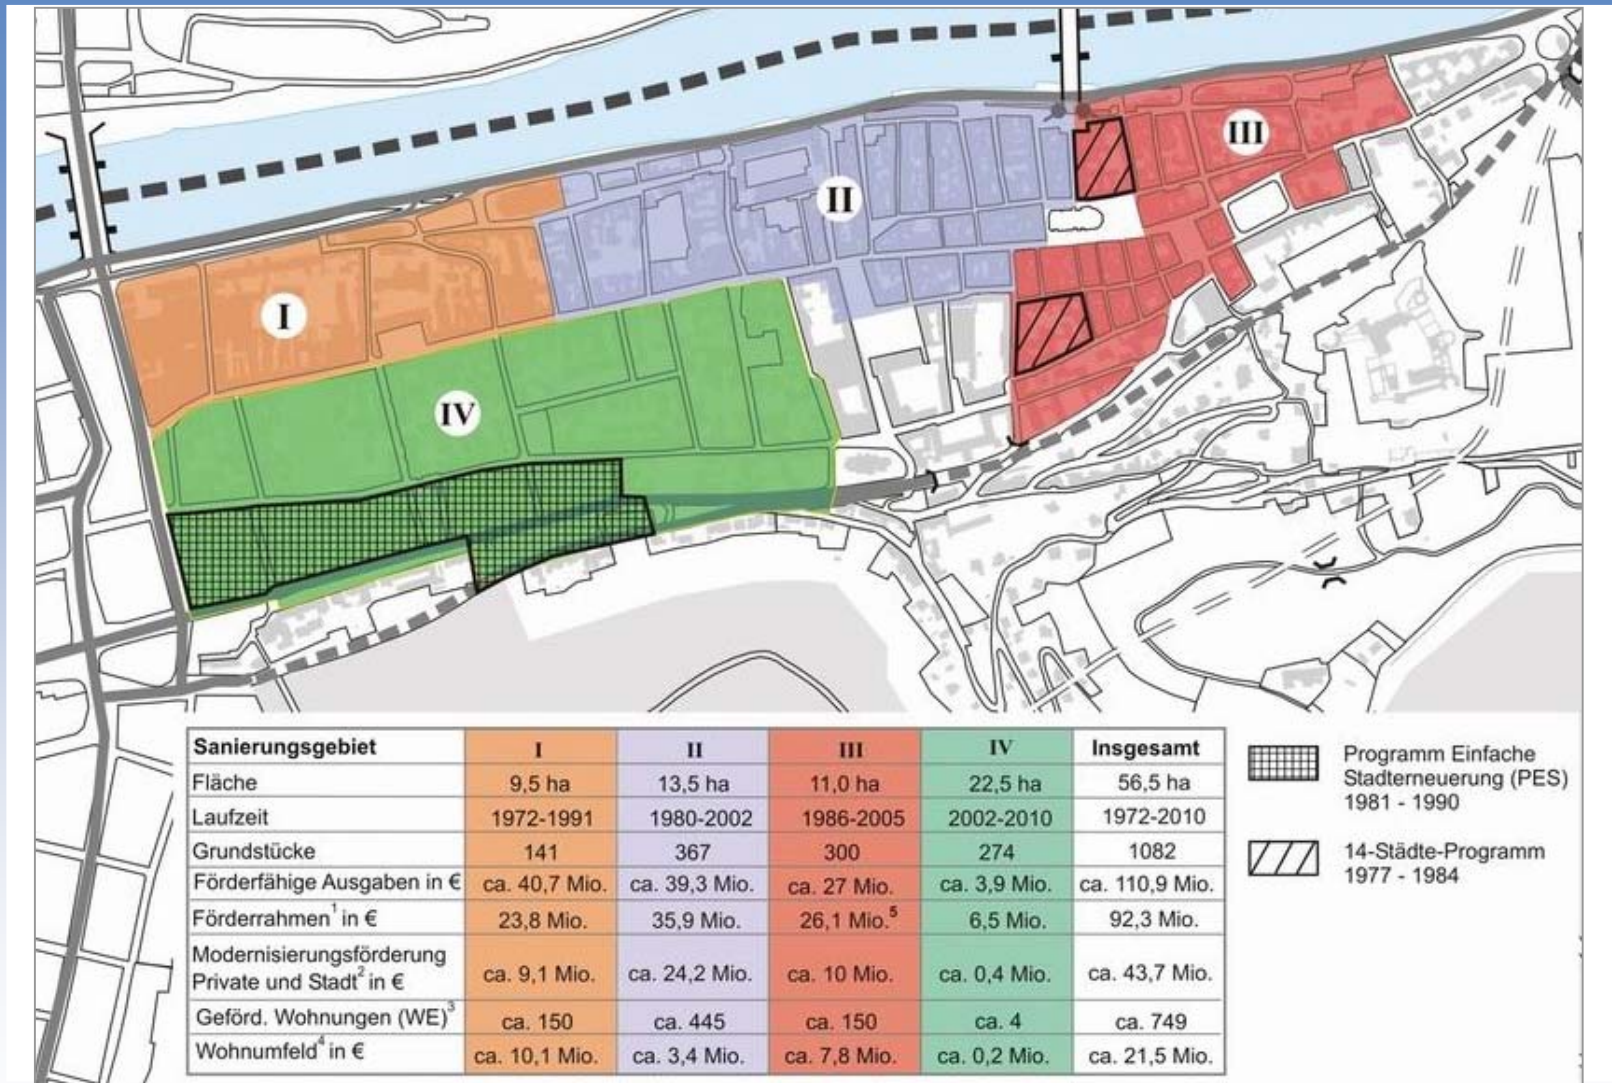 I
II
III
IV
Sanierungsgebiet I II III IV Insgesamt
Fläche 9,5 ha 13,5 ha 11,0 ha 22,5 ha 56,5 ha
Laufzeit 1972-1991 1980-2002 1986-2005 2002-2010 1972-2010
Grundstücke 141 367 300 274 1082
Förderfähige Ausgaben in € ca. 40,7 Mio. ca. 39,3 Mio. ca. 27 Mio. ca. 3,9 Mio. ca. 110,9 Mio.
Förderrahmen¹ in € 23,8 Mio. 35,9 Mio. 26,1 Mio.⁵ 6,5 Mio. 92,3 Mio.
Modernisierungsförderung
Private und Stadt² in € ca. 9,1 Mio. ca. 24,2 Mio. ca. 10 Mio. ca. 0,4 Mio. ca. 43,7 Mio.
Geförd. Wohnungen (WE)³ ca. 150 ca. 445 ca. 150 ca. 4 ca. 749
Wohnumfeld⁴ in € ca. 10,1 Mio. ca. 3,4 Mio. ca. 7,8 Mio. ca. 0,2 Mio. ca. 21,5 Mio.
Programm Einfache
Stadterneuerung (PES)
1981 - 1990
14-Städte-Programm
1977 - 1984